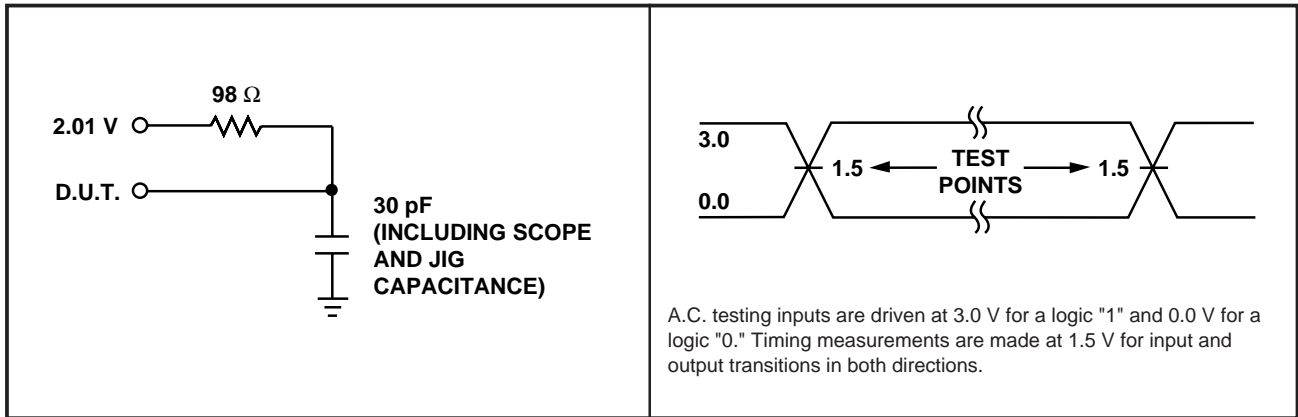 98 Ω
2.01 V
D.U.T.
30 pF
(INCLUDING SCOPE
AND JIG
CAPACITANCE)
3.0
1.5 TEST 1.5
POINTS
0.0
A.C. testing inputs are driven at 3.0 V for a logic "1" and 0.0 V for a
logic "0." Timing measurements are made at 1.5 V for input and
output transitions in both directions.